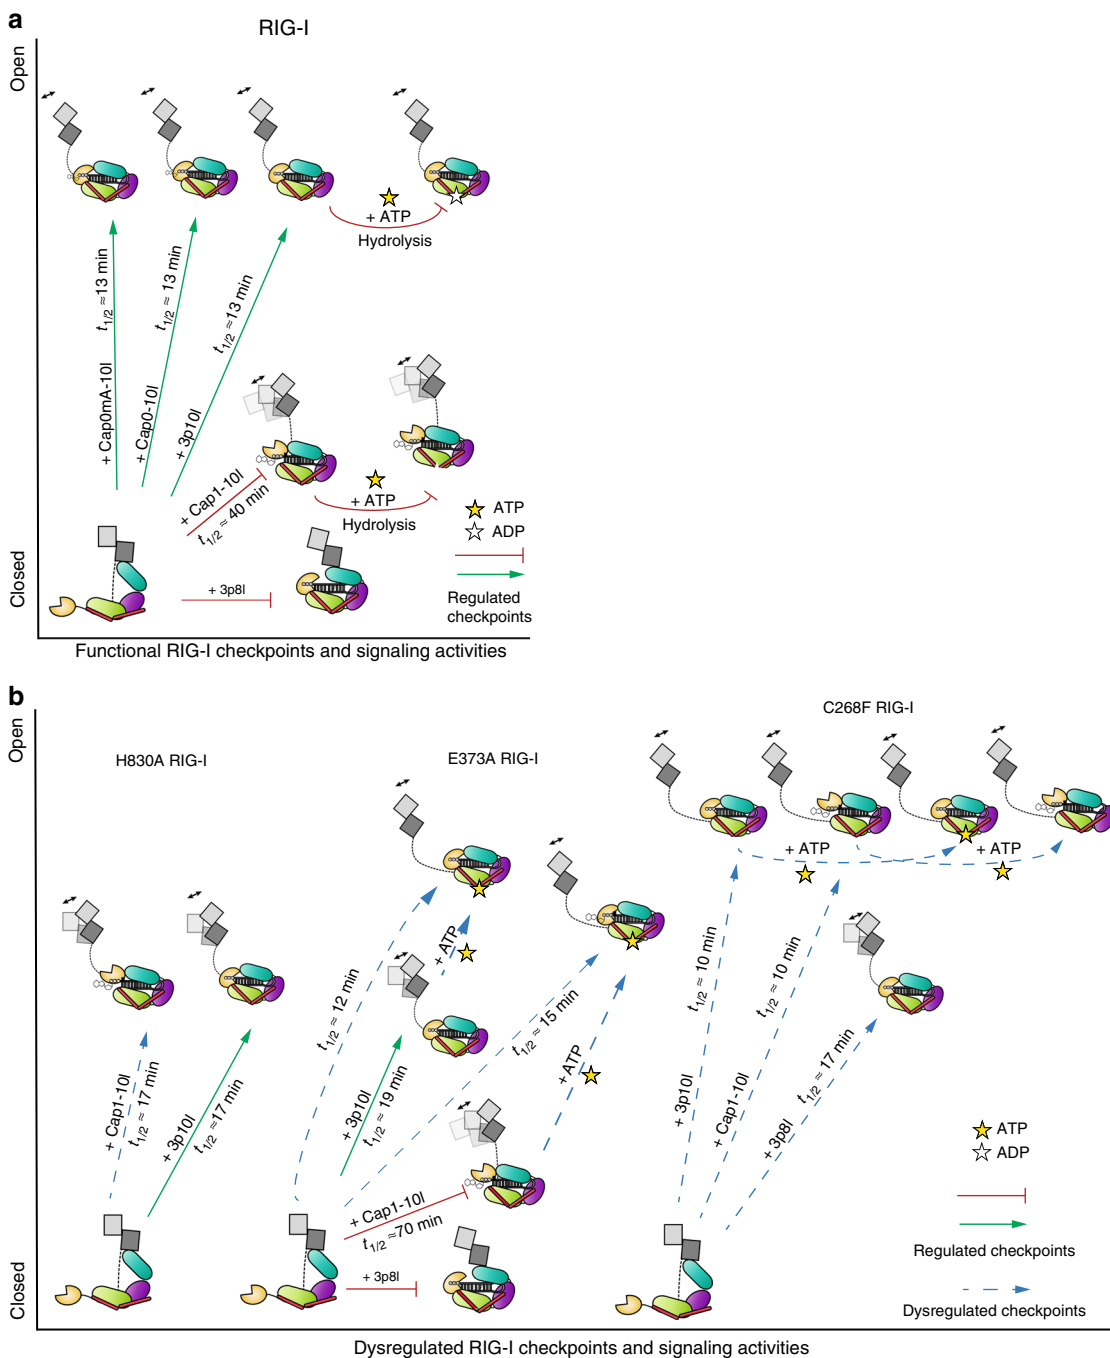 a
RIG-I
Open
Closed
+ Cap0mA-10l
t1/2 ≈ 13 min
+ Cap0-10l
t1/2 ≈ 13 min
+ 3p10l
t1/2 ≈ 13 min
+ ATP
Hydrolysis
+ Cap1-10l
t1/2 ≈ 40 min
+ ATP
Hydrolysis
+ 3p8l
ATP
ADP
Regulated
checkpoints
Functional RIG-I checkpoints and signaling activities
b
Open
Closed
H830A RIG-I
+ Cap1-10l
t1/2 ≈ 17 min
+ 3p10l
t1/2 ≈ 17 min
E373A RIG-I
t1/2 ≈ 12 min
+ ATP
+ 3p10l
t1/2 ≈ 19 min
t1/2 ≈ 15 min
+ATP
+ Cap1-10l
t1/2 ≈70 min
+ 3p8l
C268F RIG-I
+ ATP
+ ATP
+ 3p10l
t1/2 ≈ 10 min
+ Cap1-10l
t1/2 ≈ 10 min
+ 3p8l
t1/2 ≈ 17 min
ATP
ADP
Regulated checkpoints
Dysregulated checkpoints
Dysregulated RIG-I checkpoints and signaling activities